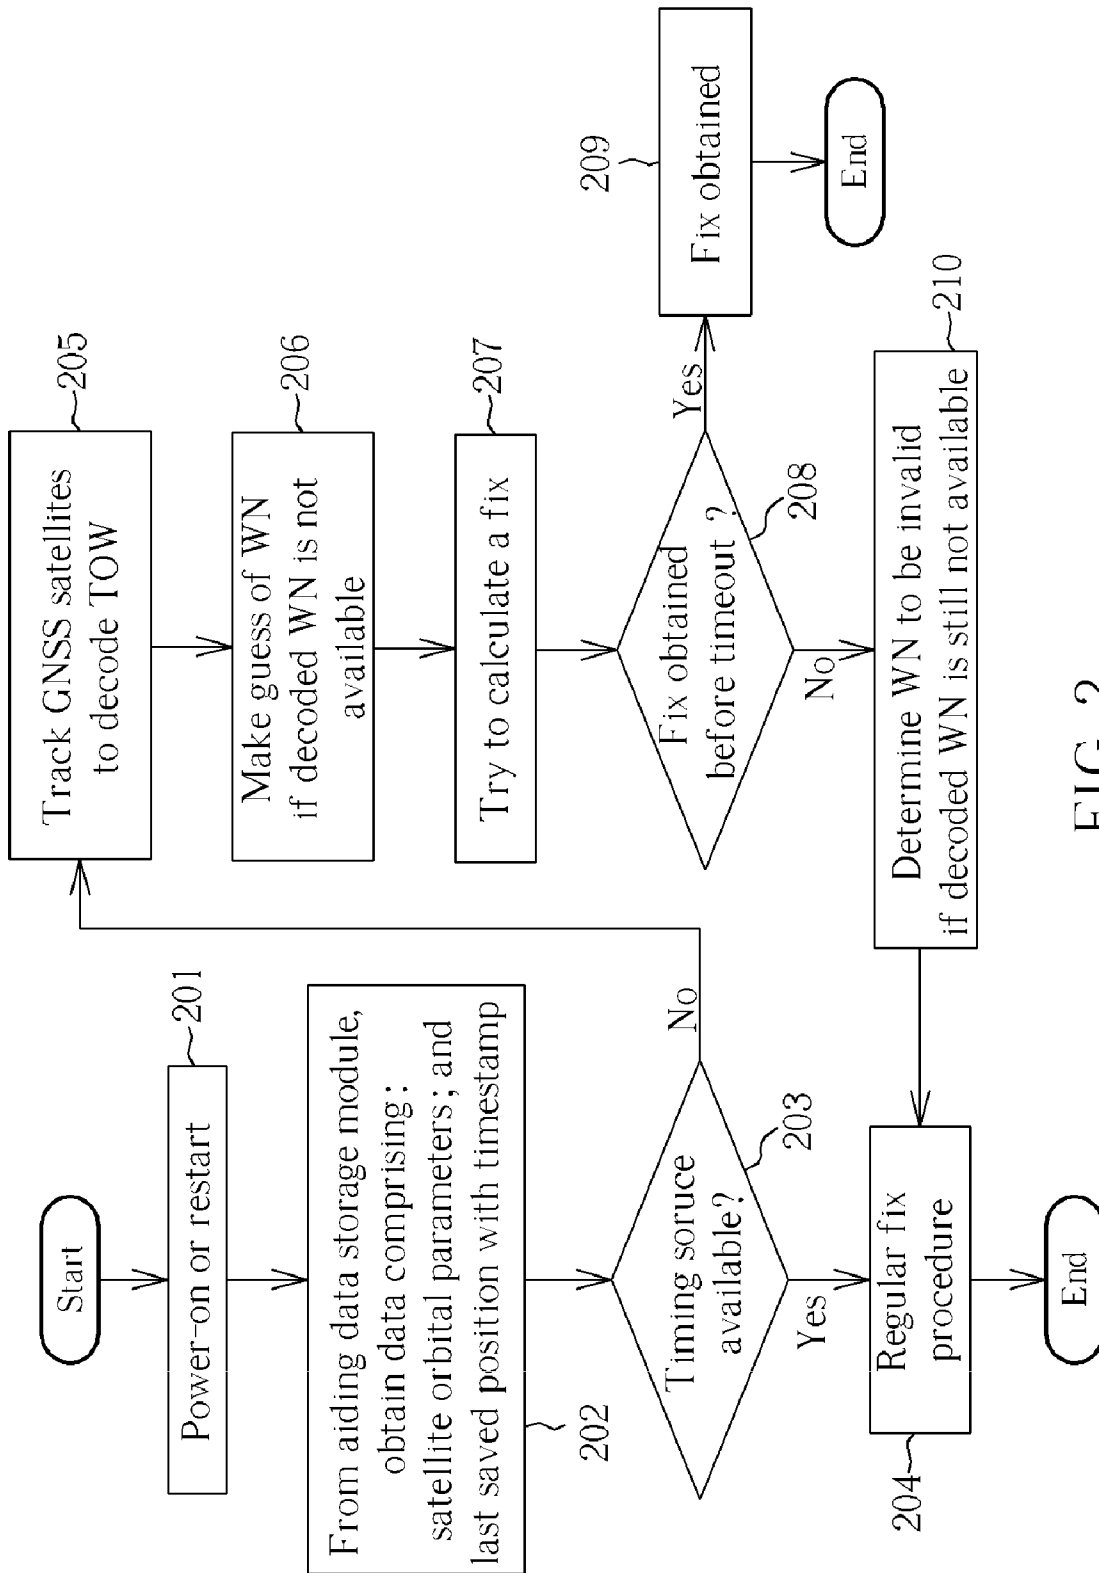 Start
Power-on or restart
201
From aiding data storage module,
obtain data comprising:
satellite orbital parameters; and
last saved position with timestamp
202
Timing soruce
available?
203
No
Yes
Regular fix
procedure
204
End
Track GNSS satellites
to decode TOW
205
Make guess of WN
if decoded WN is not
available
206
Try to calculate a fix
207
Fix obtained
before timeout ?
208
Yes
No
Fix obtained
209
End
Determine WN to be invalid
if decoded WN is still not available
210
FIG. 2